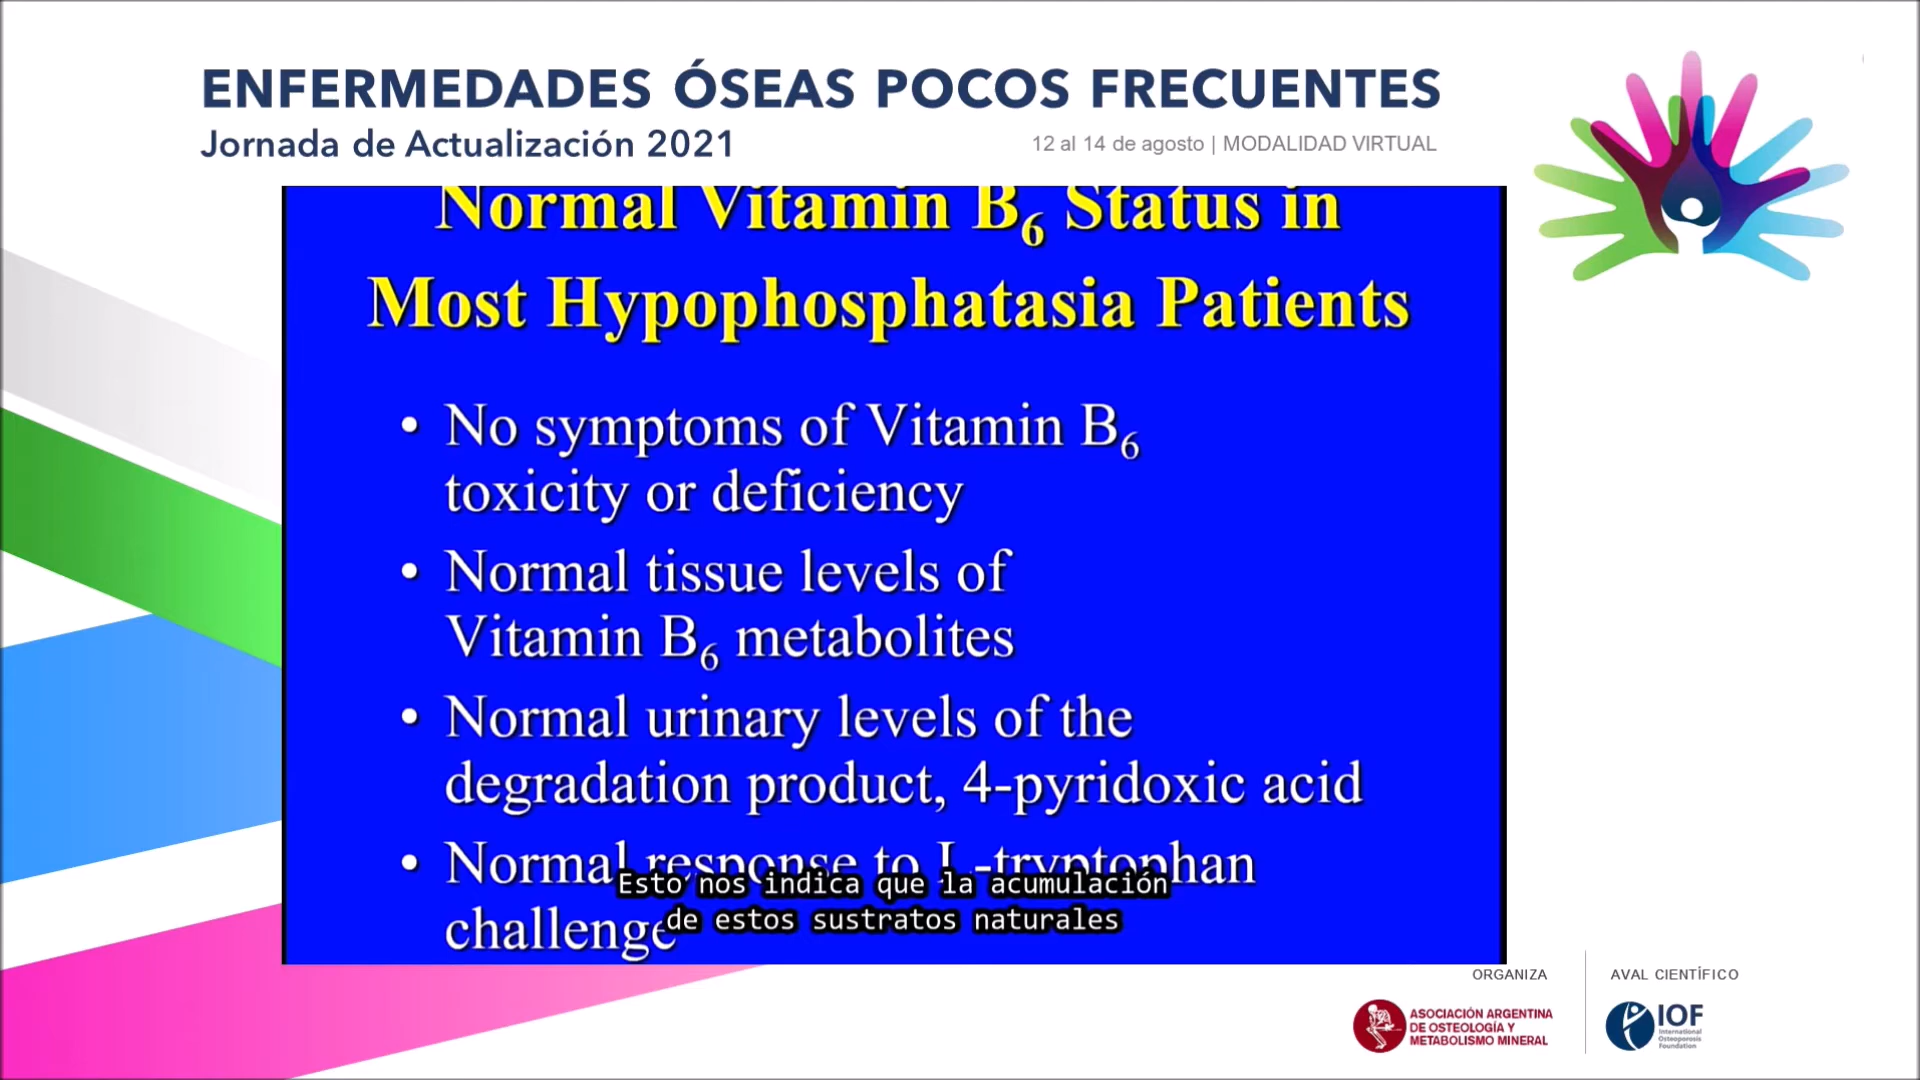 ENFERMEDADES ÓSEAS POCOS FRECUENTES
Jornada de Actualización 2021
12 al 14 de agosto | MODALIDAD VIRTUAL
Normal Vitamin B6 Status in
Most Hypophosphatasia Patients
• No symptoms of Vitamin B6
toxicity or deficiency
• Normal tissue levels of
Vitamin B6 metabolites
• Normal urinary levels of the
degradation product, 4-pyridoxic acid
• Normal response to L-tryptophan
challenge
Esto nos indica que la acumulación
de estos sustratos naturales
ORGANIZA
ASOCIACIÓN ARGENTINA
DE OSTEOLOGÍA Y
METABOLISMO MINERAL
AVAL CIENTÍFICO
IOF
International
Osteoporosis
Foundation